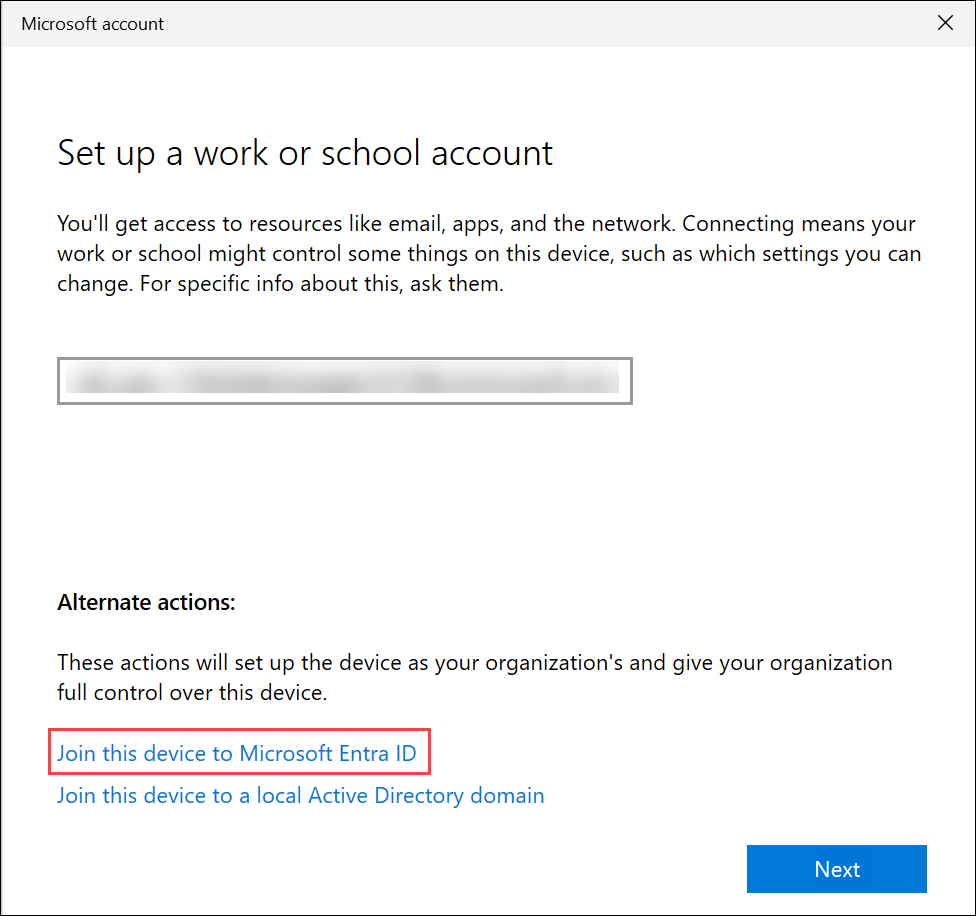 Microsoft account
Set up a work or school account
You'll get access to resources like email, apps, and the network. Connecting means your
work or school might control some things on this device, such as which settings you can
change. For specific info about this, ask them.
Alternate actions:
These actions will set up the device as your organization's and give your organization
full control over this device.
Join this device to Microsoft Entra ID
Join this device to a local Active Directory domain
Next